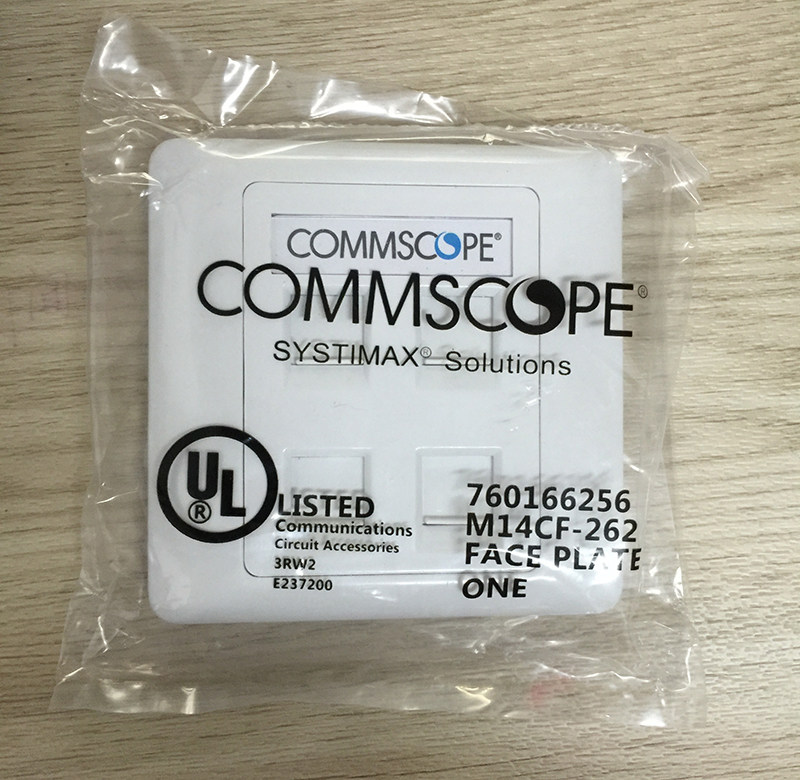 COMMSCOPE®
COMMSCOPE®
SYSTIMAX® Solutions
UL®
LISTED
Communications
Circuit Accessories
3RW2
E237200
760166256
M14CF-262
FACE PLATE
ONE